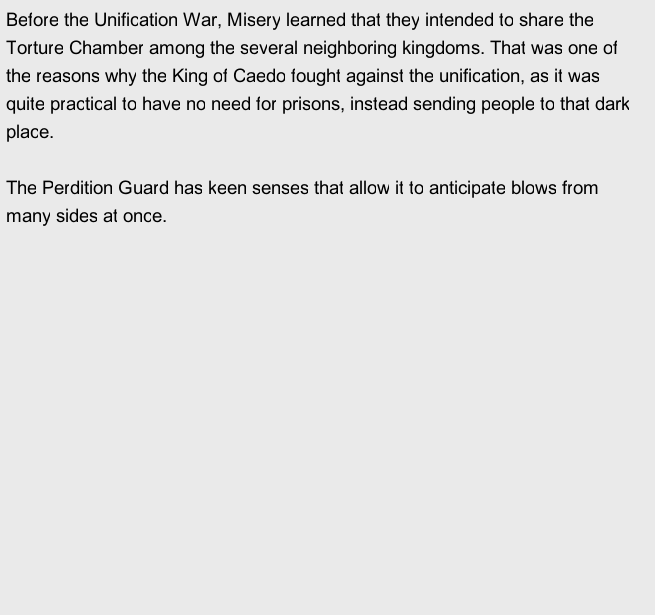 Before the Unification War, Misery learned that they intended to share the
Torture Chamber among the several neighboring kingdoms. That was one of
the reasons why the King of Caedo fought against the unification, as it was
quite practical to have no need for prisons, instead sending people to that dark
place.
The Perdition Guard has keen senses that allow it to anticipate blows from
many sides at once.